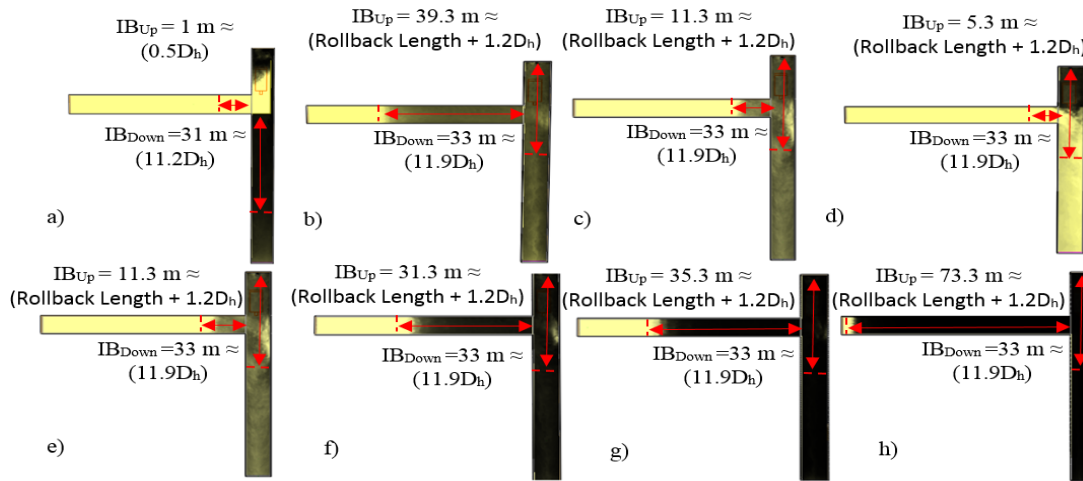 IBUp = 1 m ≈
(0.5Dh)
IBDown =31 m ≈
(11.2Dh)
a)
IBUp = 39.3 m ≈
(Rollback Length + 1.2Dh)
IBDown = 33 m ≈
(11.9Dh)
b)
IBUp = 11.3 m ≈
(Rollback Length + 1.2Dh)
IBDown = 33 m ≈
(11.9Dh)
c)
IBUp = 5.3 m ≈
(Rollback Length + 1.2Dh)
IBDown = 33 m ≈
(11.9Dh)
d)
IBUp = 11.3 m ≈
(Rollback Length + 1.2Dh)
IBDown = 33 m ≈
(11.9Dh)
e)
IBUp = 31.3 m ≈
(Rollback Length + 1.2Dh)
IBDown = 33 m ≈
(11.9Dh)
f)
IBUp = 35.3 m ≈
(Rollback Length + 1.2Dh)
IBDown = 33 m ≈
(11.9Dh)
g)
IBUp = 73.3 m ≈
(Rollback Length + 1.2Dh)
IBDown = 33 m ≈
(11.9Dh)
h)